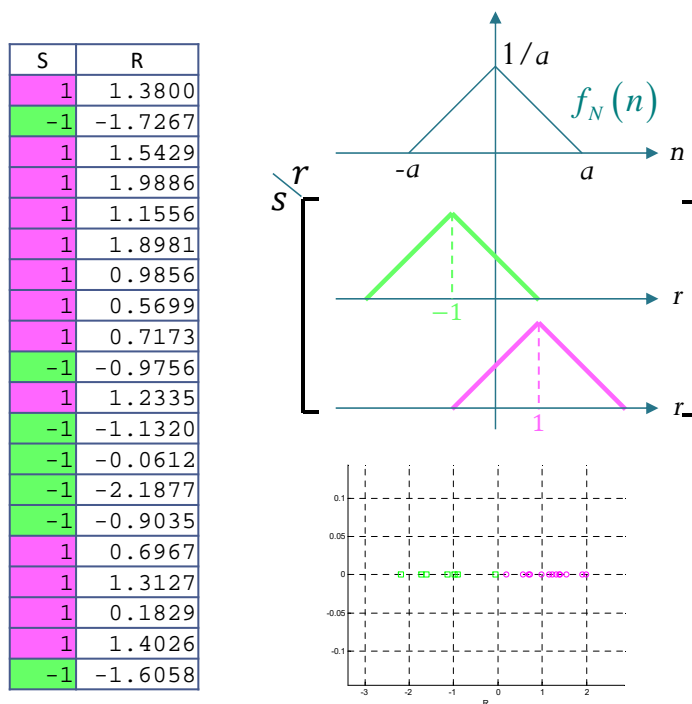 S R
1 1.3800
-1 -1.7267
1 1.5429
1 1.9886
1 1.1556
1 1.8981
1 0.9856
1 0.5699
1 0.7173
-1 -0.9756
1 1.2335
-1 -1.1320
-1 -0.0612
-1 -2.1877
-1 -0.9035
1 0.6967
1 1.3127
1 0.1829
1 1.4026
-1 -1.6058
1/a
f_N(n)
-a a n
r
s
-1 r
1 r
0.1
0.05
0
-0.05
-0.1
-3 -2 -1 0 1 2
R